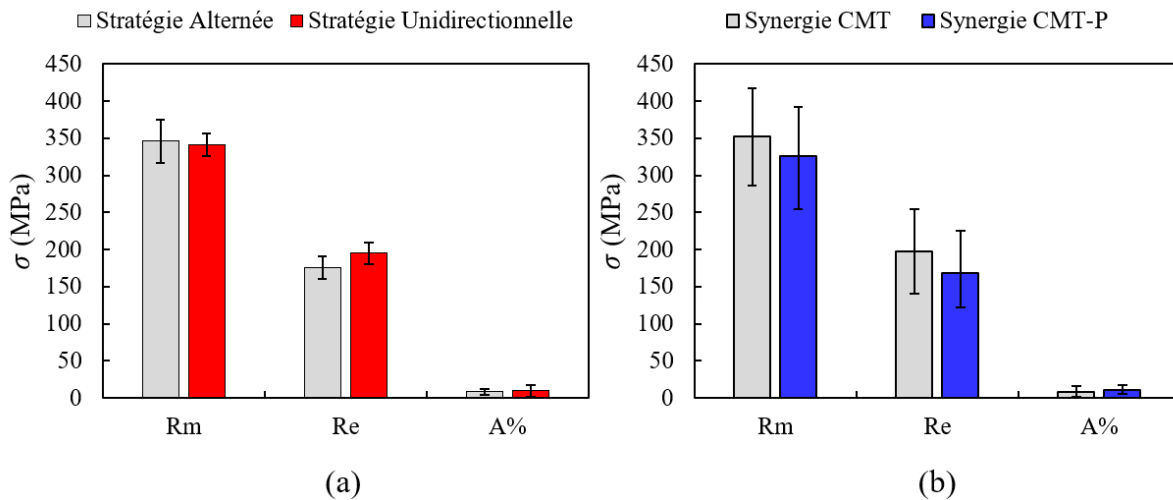 Stratégie Alternée Stratégie Unidirectionnelle
450
400
350
300
250
200
150
100
50
0
σ (MPa)
Rm Re A%
(a)
Synergie CMT Synergie CMT-P
450
400
350
300
250
200
150
100
50
0
σ (MPa)
Rm Re A%
(b)